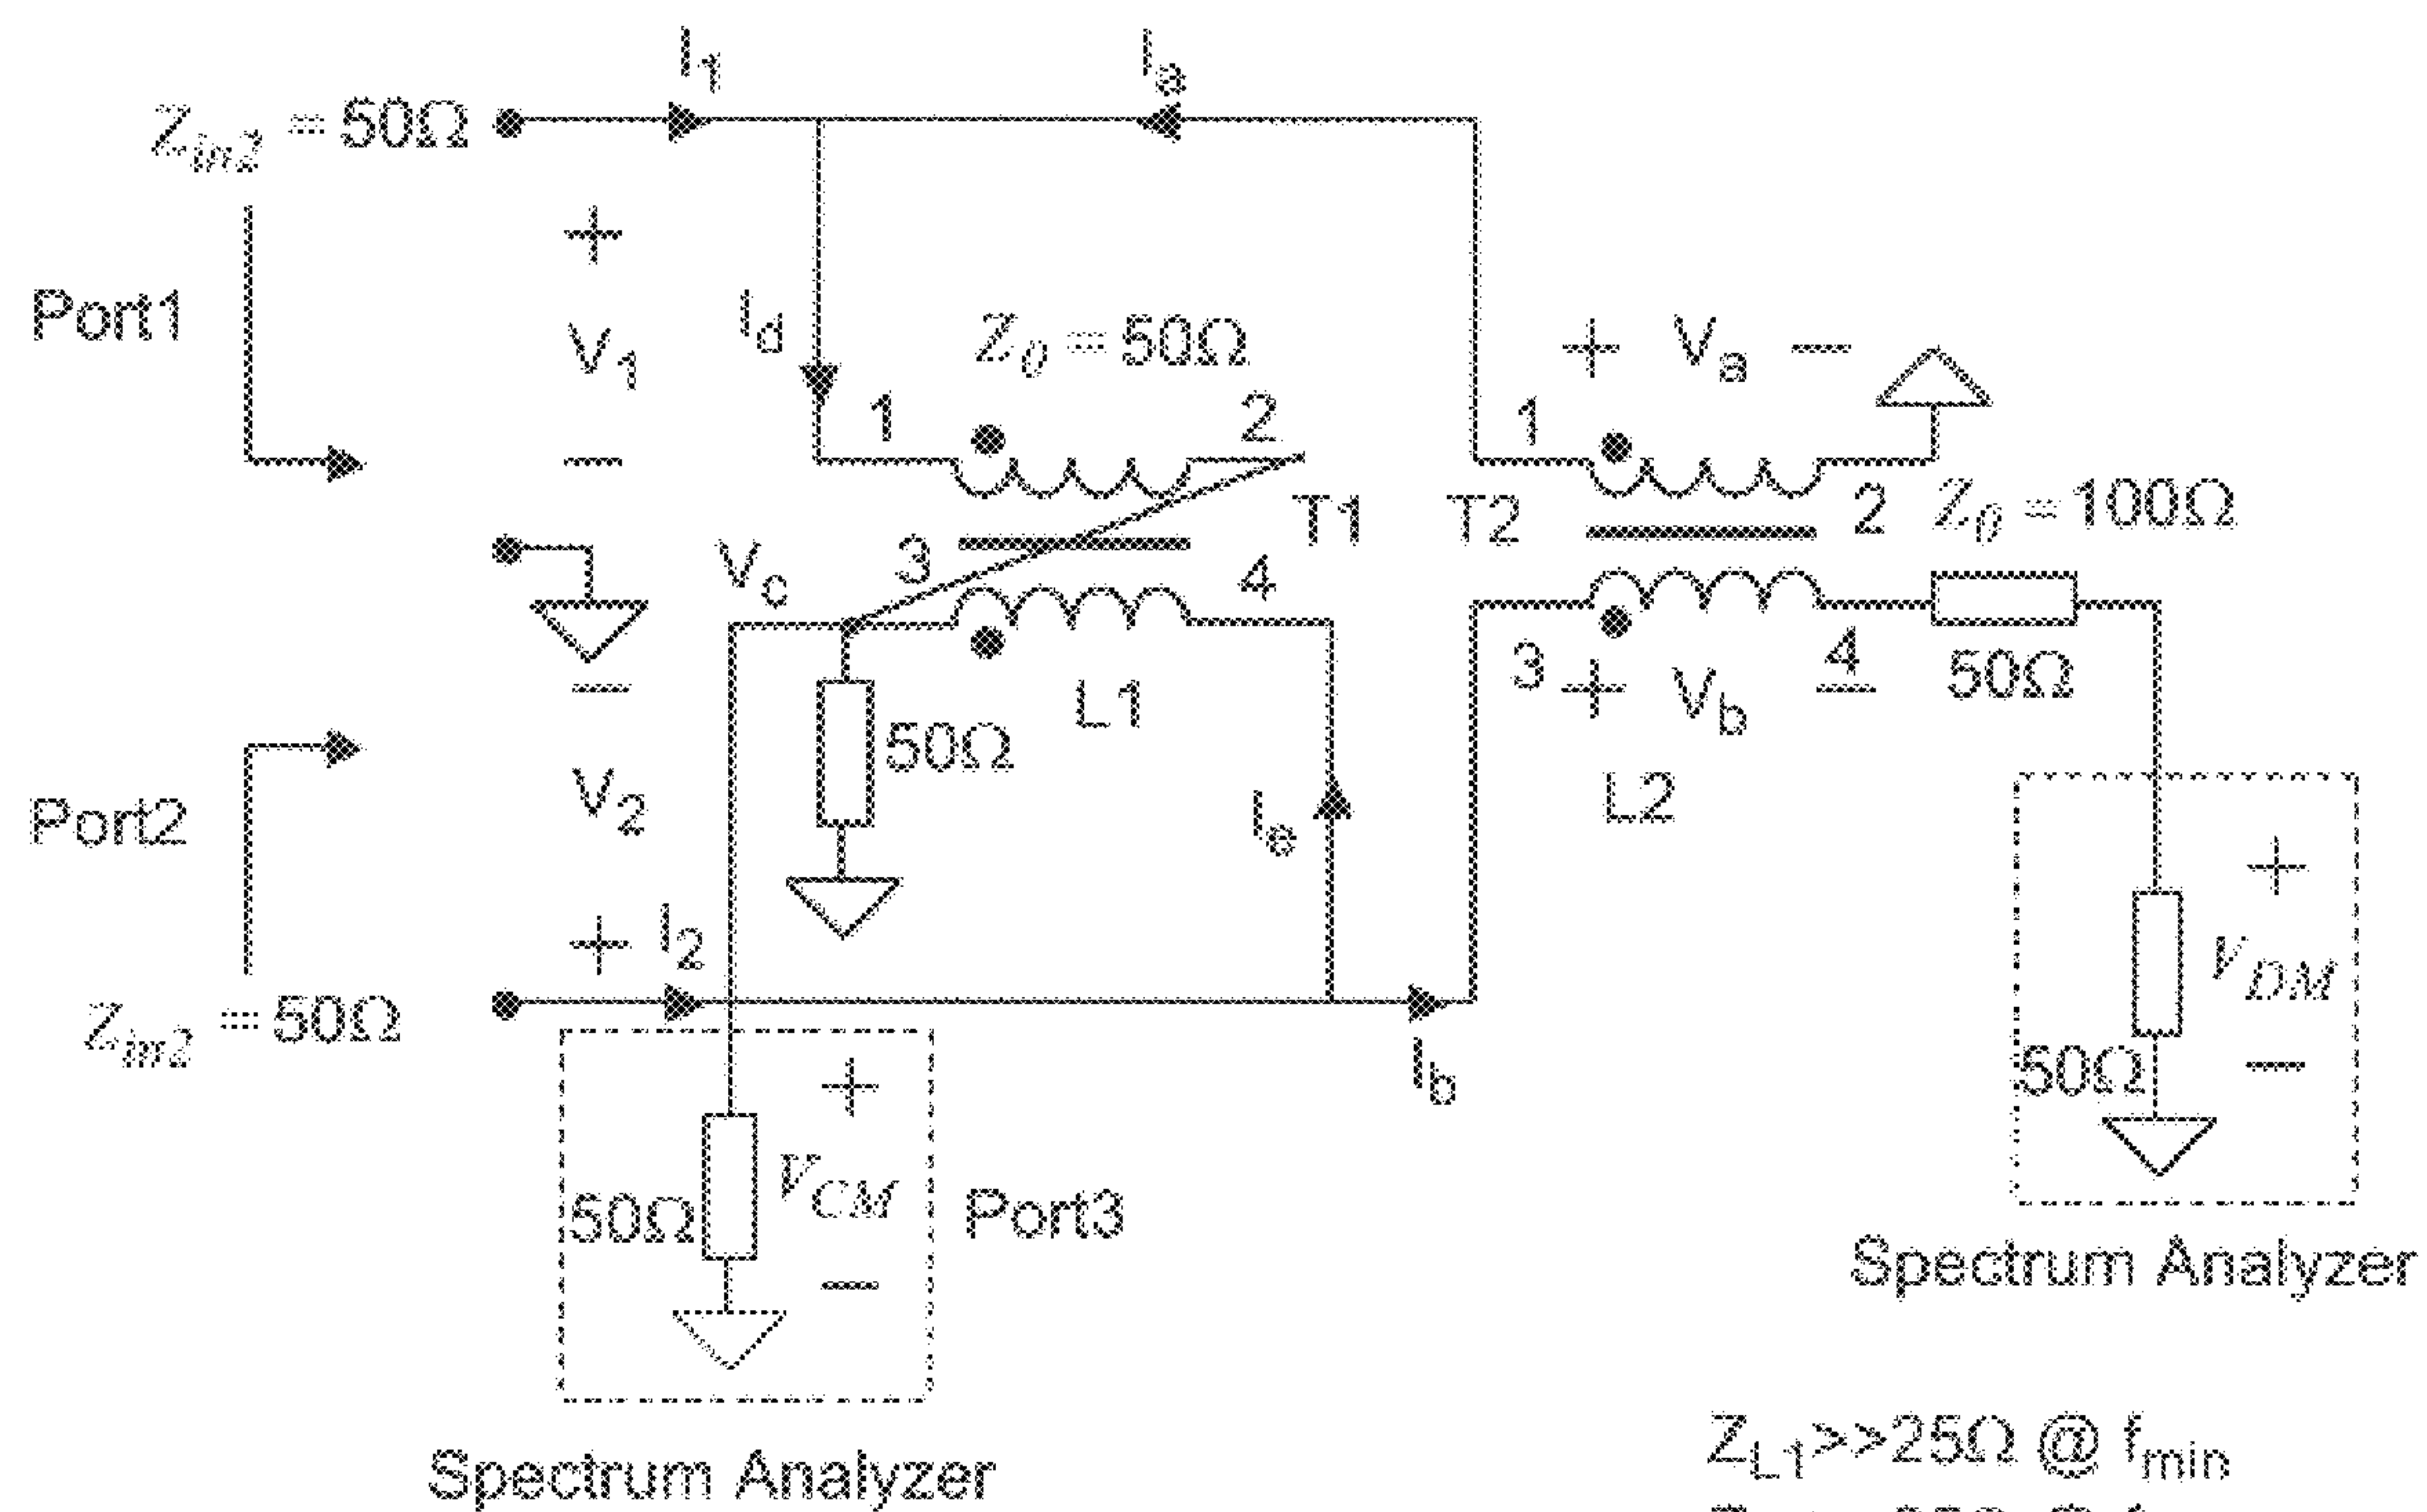 I1
Ia
Zin2 = 50Ω
+
Port1
V1
Id
Z0 = 50Ω
+ Va −
1
2
1
−
T1
T2
2
Z0 = 100Ω
Vc
3
4
3
+
Vb
4
−
50Ω
L1
50Ω
−
Port2
V2
Ie
L2
+
I2
+
VDM
−
50Ω
Zin2 = 50Ω
Ib
+
VCM
−
50Ω
Port3
Spectrum Analyzer
Spectrum Analyzer
ZL1>>25Ω @ fmin